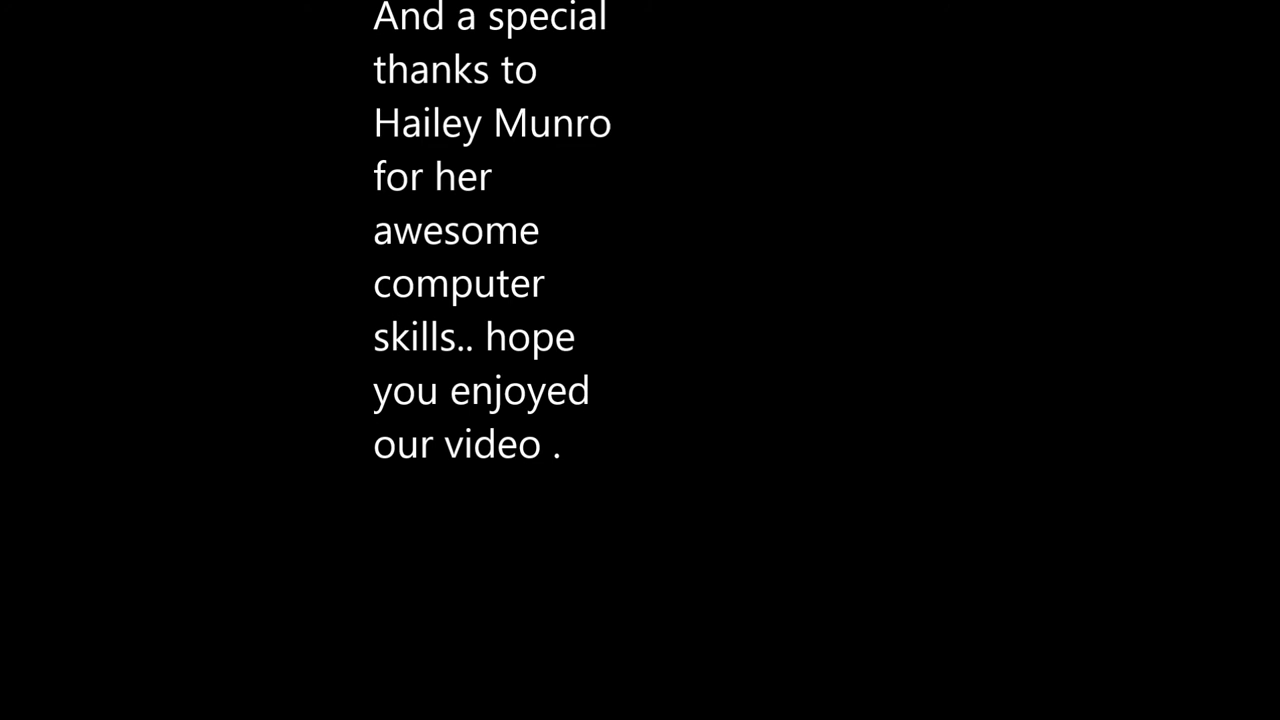 And a special
thanks to
Hailey Munro
for her
awesome
computer
skills.. hope
you enjoyed
our video .